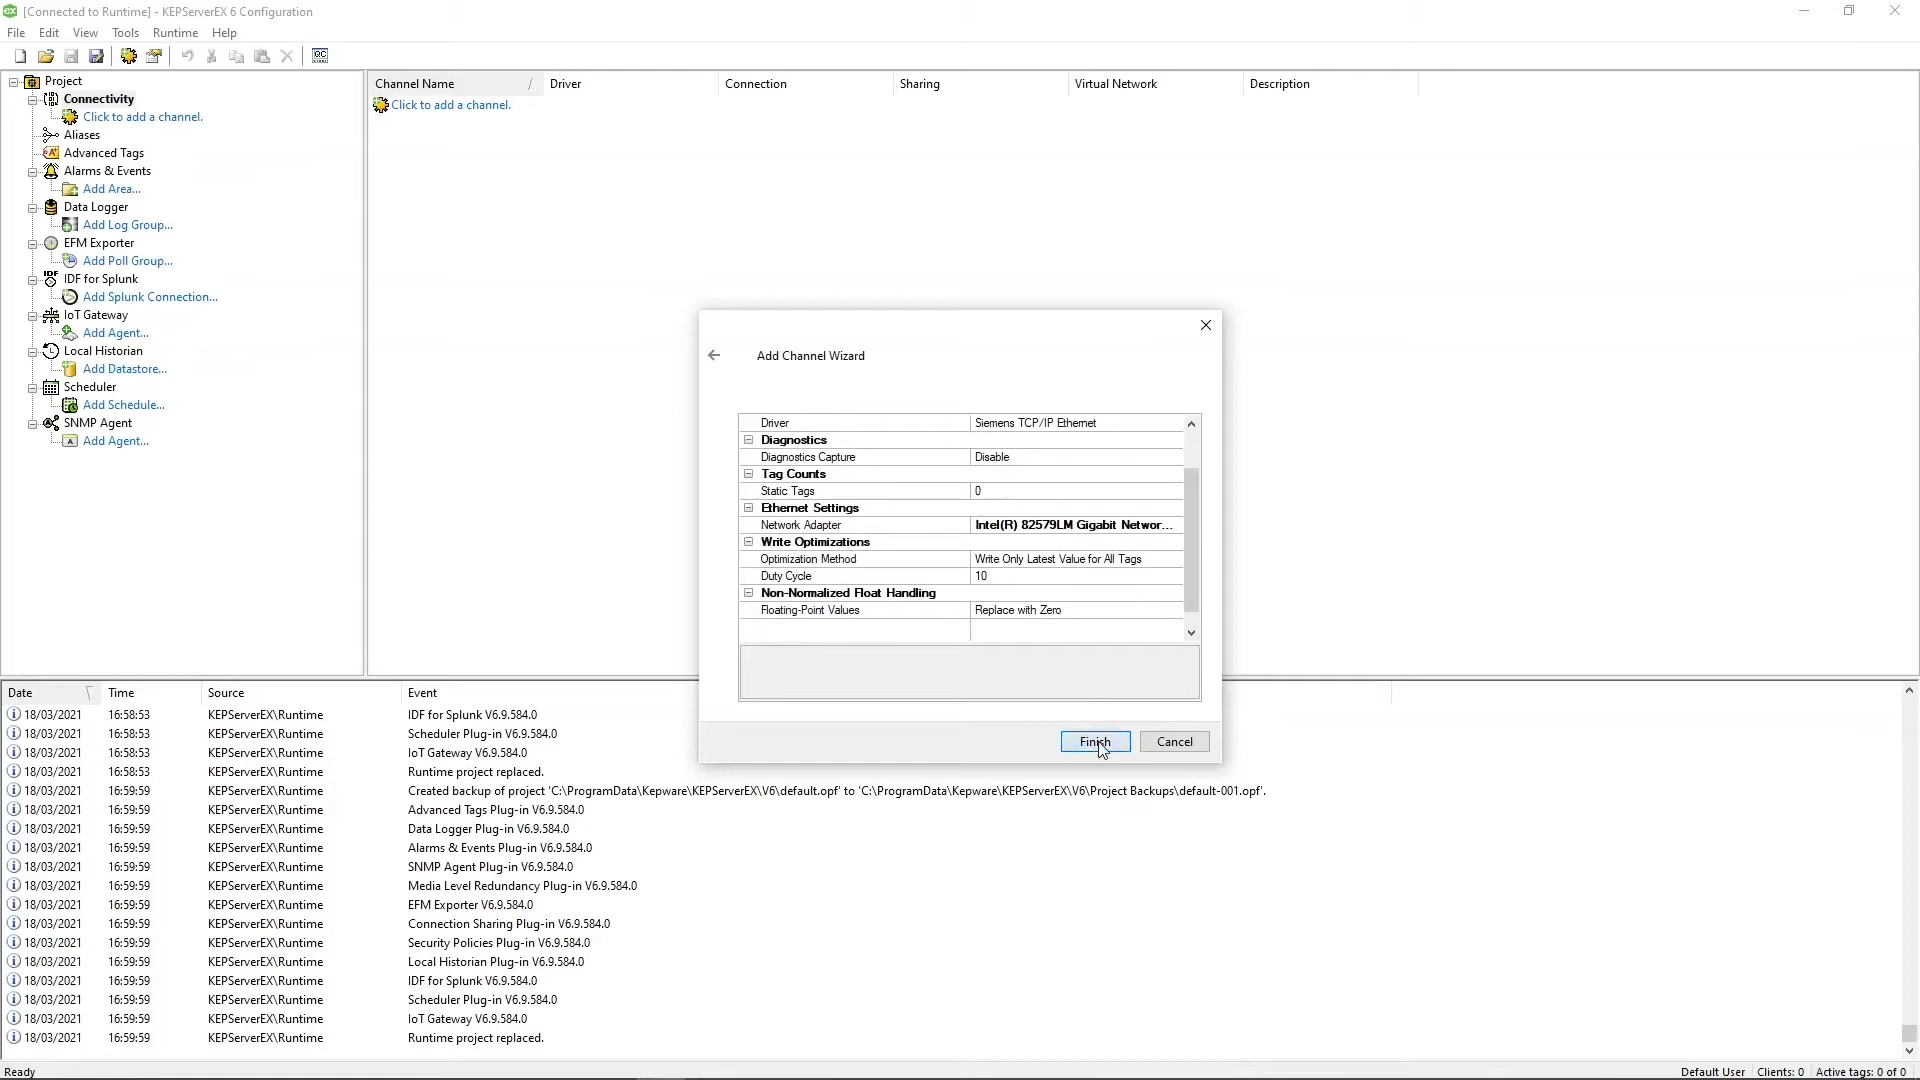 [Connected to Runtime] - KEPServerEX 6 Configuration
File Edit View Tools Runtime Help
Project
Connectivity
Click to add a channel.
Aliases
Advanced Tags
Alarms & Events
Add Area...
Data Logger
Add Log Group...
EFM Exporter
Add Poll Group...
IDF for Splunk
Add Splunk Connection...
IoT Gateway
Add Agent...
Local Historian
Add Datastore...
Scheduler
Add Schedule...
SNMP Agent
Add Agent...
Channel Name Driver Connection Sharing Virtual Network Description
Click to add a channel.
Add Channel Wizard
Driver Siemens TCP/IP Ethernet
Diagnostics
Diagnostics Capture Disable
Tag Counts
Static Tags 0
Ethernet Settings
Network Adapter Intel(R) 82579LM Gigabit Networ...
Write Optimizations
Optimization Method Write Only Latest Value for All Tags
Duty Cycle 10
Non-Normalized Float Handling
Floating-Point Values Replace with Zero
Finish Cancel
Date Time Source Event
18/03/2021 16:58:53 KEPServerEX\Runtime IDF for Splunk V6.9.584.0
18/03/2021 16:58:53 KEPServerEX\Runtime Scheduler Plug-in V6.9.584.0
18/03/2021 16:58:53 KEPServerEX\Runtime IoT Gateway V6.9.584.0
18/03/2021 16:58:53 KEPServerEX\Runtime Runtime project replaced.
18/03/2021 16:59:59 KEPServerEX\Runtime Created backup of project 'C:\ProgramData\Kepware\KEPServerEX\V6\default.opf' to 'C:\ProgramData\Kepware\KEPServerEX\V6\Project Backups\default-001.opf'.
18/03/2021 16:59:59 KEPServerEX\Runtime Advanced Tags Plug-in V6.9.584.0
18/03/2021 16:59:59 KEPServerEX\Runtime Data Logger Plug-in V6.9.584.0
18/03/2021 16:59:59 KEPServerEX\Runtime Alarms & Events Plug-in V6.9.584.0
18/03/2021 16:59:59 KEPServerEX\Runtime SNMP Agent Plug-in V6.9.584.0
18/03/2021 16:59:59 KEPServerEX\Runtime Media Level Redundancy Plug-in V6.9.584.0
18/03/2021 16:59:59 KEPServerEX\Runtime EFM Exporter V6.9.584.0
18/03/2021 16:59:59 KEPServerEX\Runtime Connection Sharing Plug-in V6.9.584.0
18/03/2021 16:59:59 KEPServerEX\Runtime Security Policies Plug-in V6.9.584.0
18/03/2021 16:59:59 KEPServerEX\Runtime Local Historian Plug-in V6.9.584.0
18/03/2021 16:59:59 KEPServerEX\Runtime IDF for Splunk V6.9.584.0
18/03/2021 16:59:59 KEPServerEX\Runtime Scheduler Plug-in V6.9.584.0
18/03/2021 16:59:59 KEPServerEX\Runtime IoT Gateway V6.9.584.0
18/03/2021 16:59:59 KEPServerEX\Runtime Runtime project replaced.
Ready Default User Clients: 0 Active tags: 0 of 0